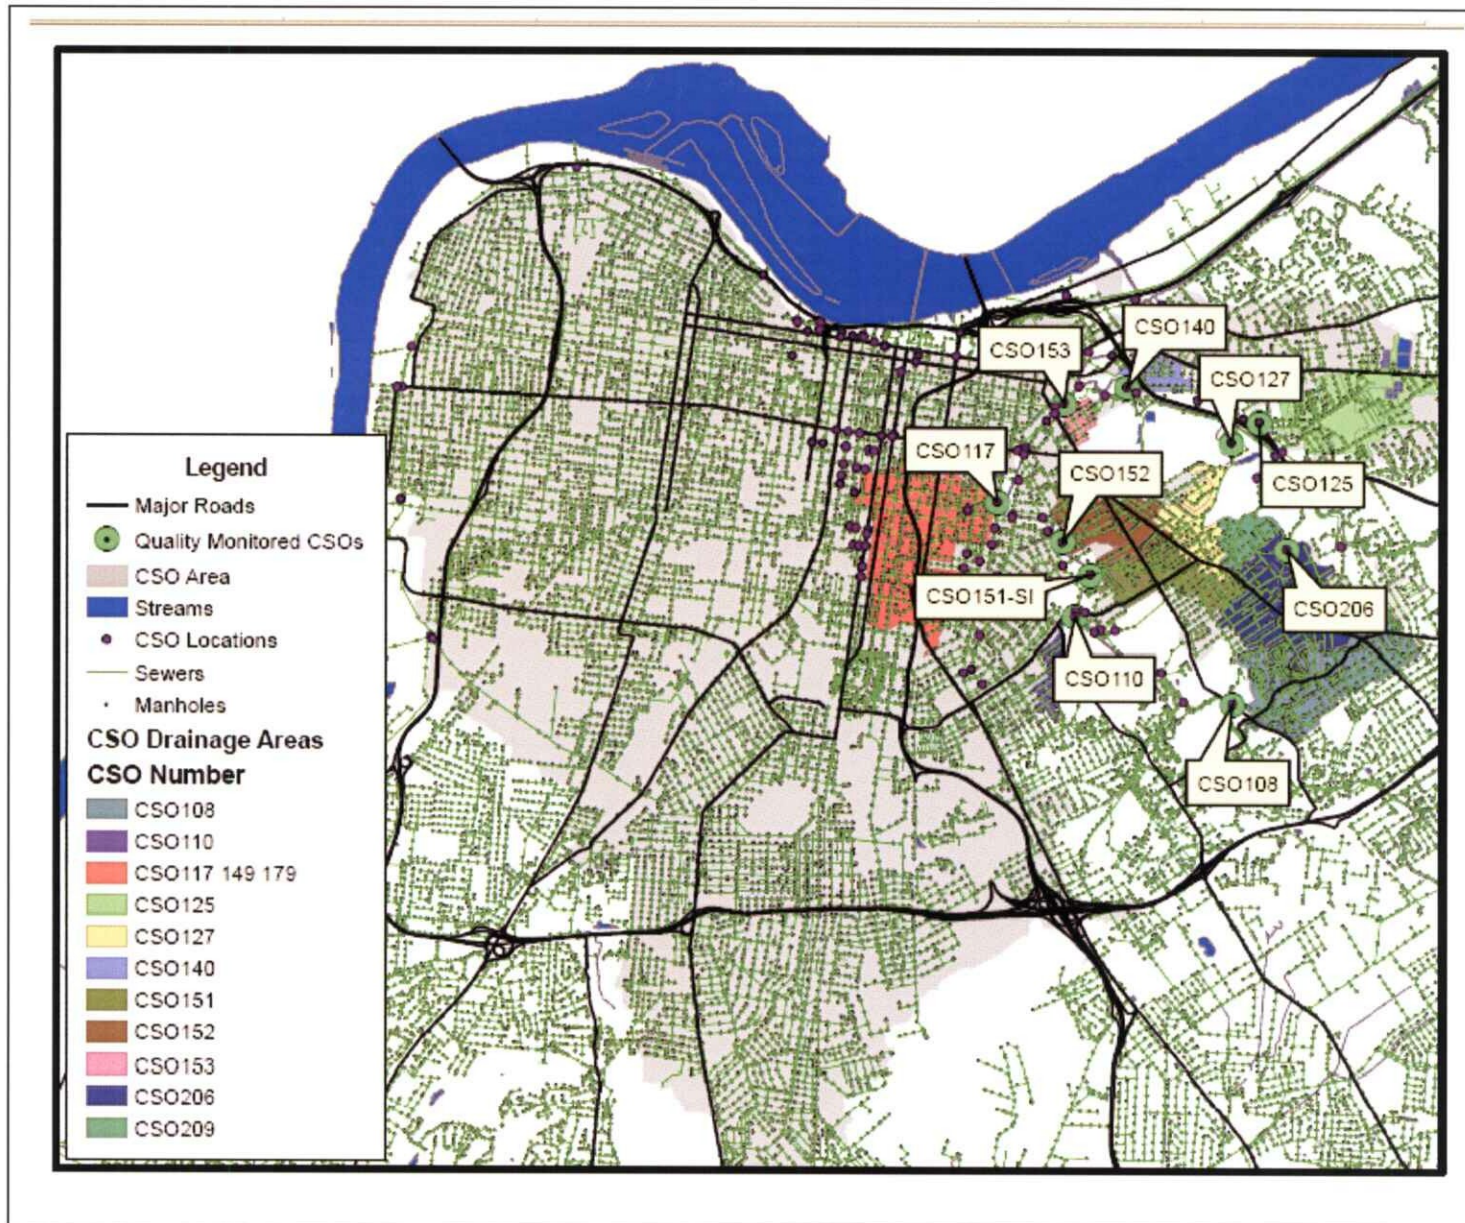 CSO140
CSO153
CSO127
CSO117
CSO152
CSO125
CSO151-SI
CSO206
CSO110
CSO108
Legend
Major Roads
Quality Monitored CSOs
CSO Area
Streams
CSO Locations
Sewers
Manholes
CSO Drainage Areas
CSO Number
CSO108
CSO110
CSO117 149 179
CSO125
CSO127
CSO140
CSO151
CSO152
CSO153
CSO206
CSO209